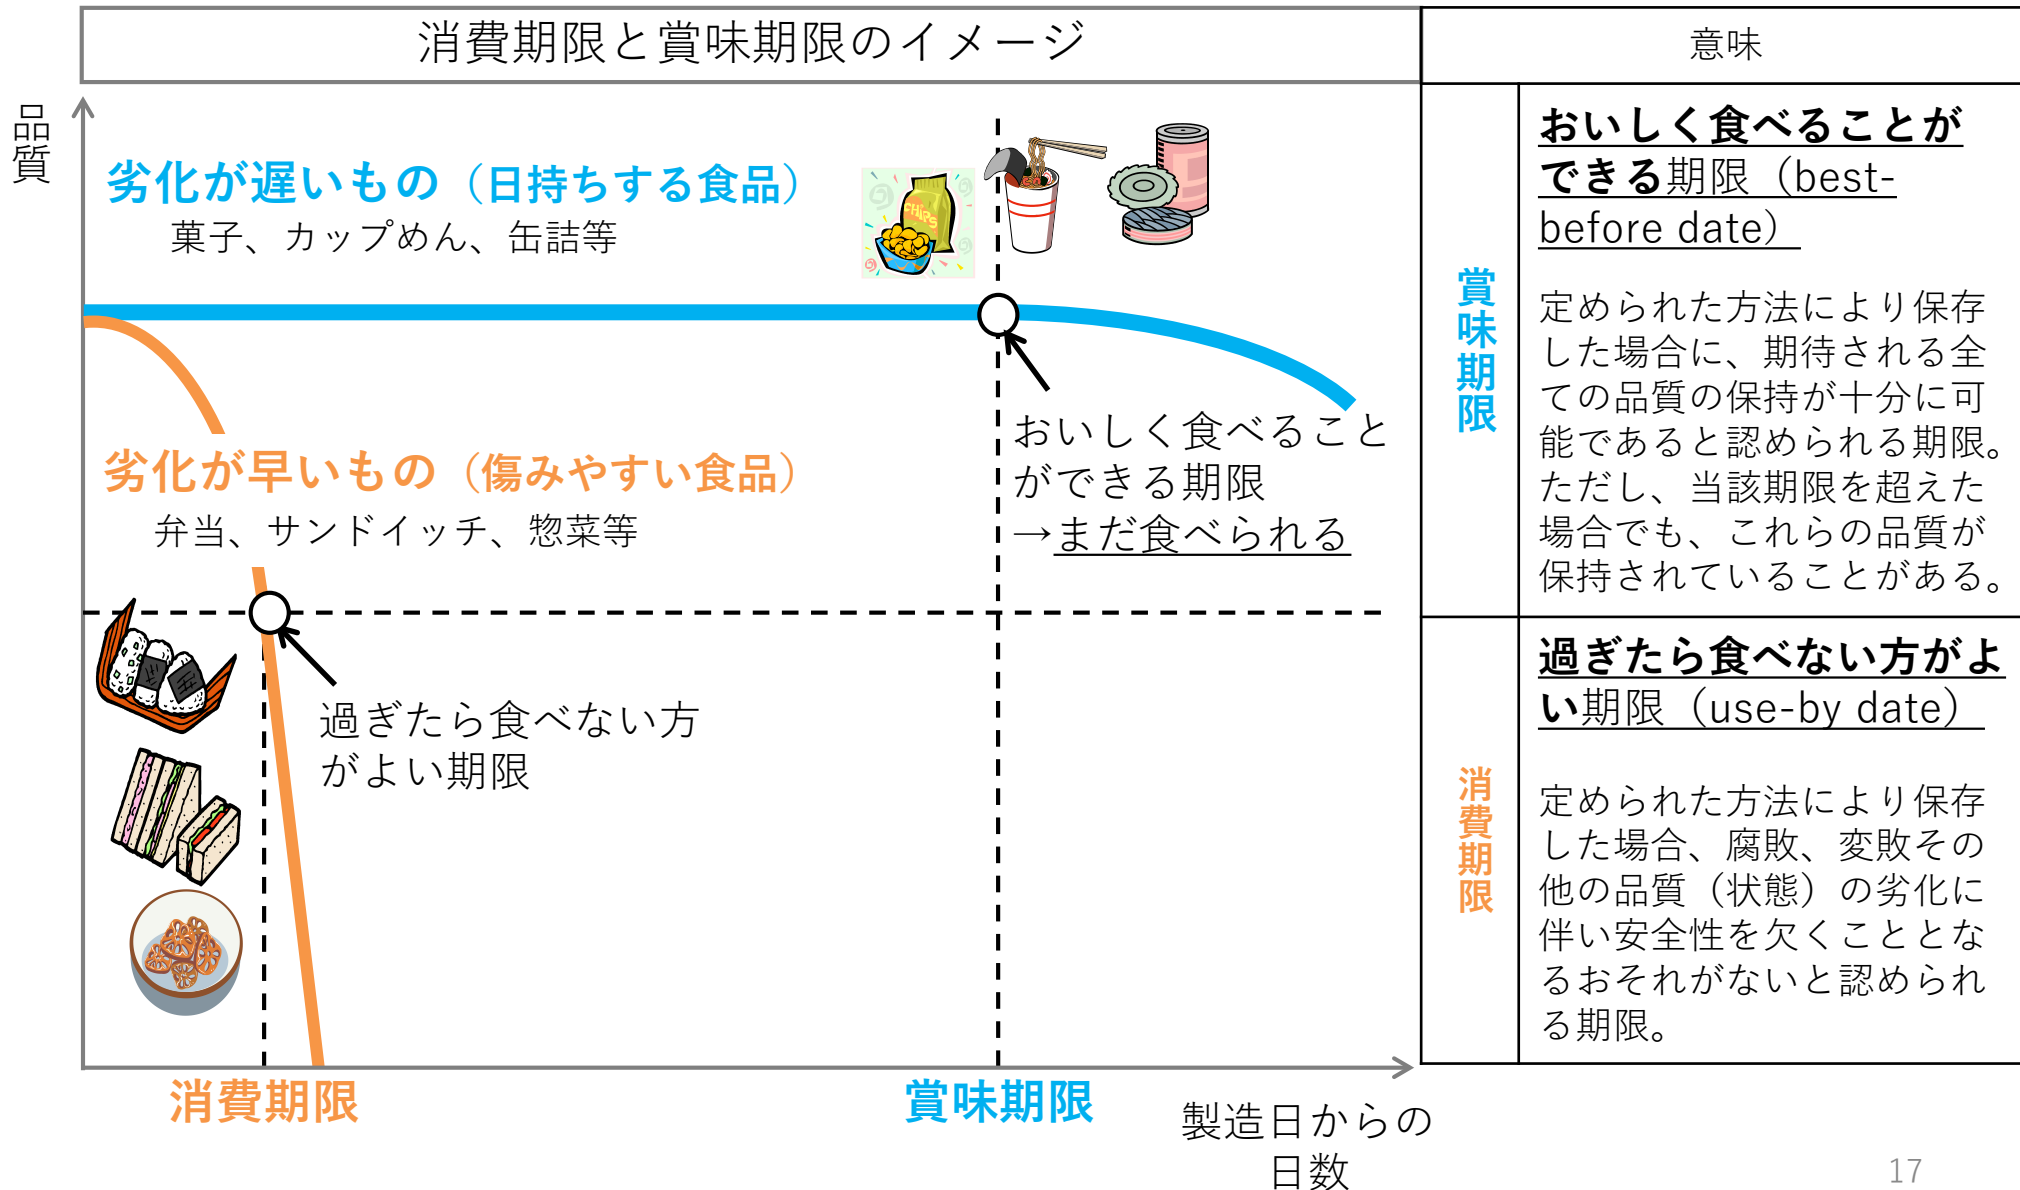 消費期限と賞味期限のイメージ
意味
品質
劣化が遅いもの（日持ちする食品）
菓子、カップめん、缶詰等
CHIPS
おいしく食べること
ができる期限
→まだ食べられる
劣化が早いもの（傷みやすい食品）
弁当、サンドイッチ、惣菜等
過ぎたら食べない方
がよい期限
消費期限
賞味期限
製造日からの
日数
賞味期限
おいしく食べることが
できる期限（best-
before date）
定められた方法により保存
した場合に、期待される全
ての品質の保持が十分に可
能であると認められる期限。
ただし、当該期限を超えた
場合でも、これらの品質が
保持されていることがある。
消費期限
過ぎたら食べない方がよ
い期限（use-by date）
定められた方法により保存
した場合、腐敗、変敗その
他の品質（状態）の劣化に
伴い安全性を欠くこととな
るおそれがないと認められ
る期限。
17